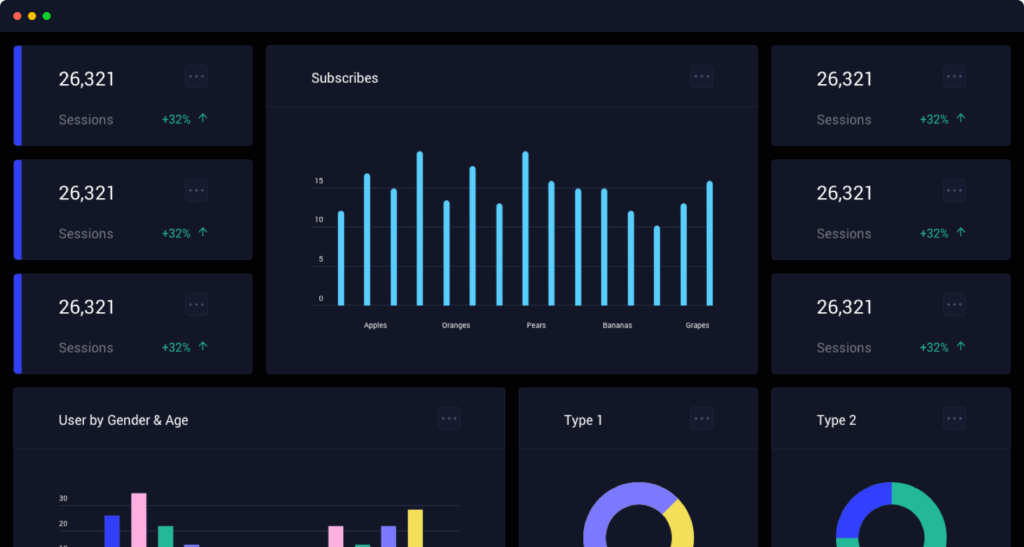 26,321
Sessions +32%
26,321
Sessions +32%
26,321
Sessions +32%
Subscribes
15
10
5
0
Apples Oranges Pears Bananas Grapes
26,321
Sessions +32%
26,321
Sessions +32%
26,321
Sessions +32%
User by Gender & Age
30
20
Type 1
Type 2